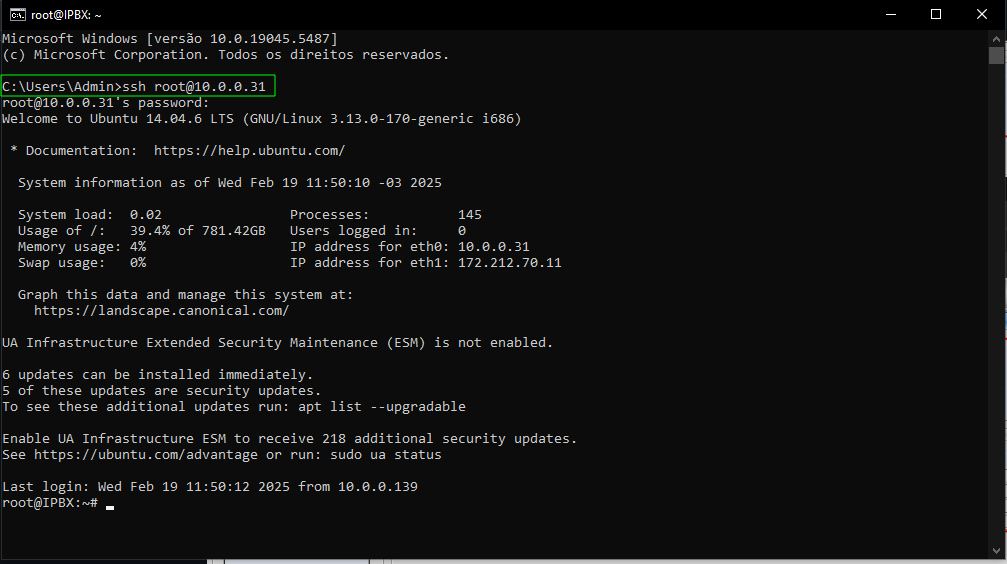 root@IPBX: ~
Microsoft Windows [versão 10.0.19045.5487]
(c) Microsoft Corporation. Todos os direitos reservados.
C:\Users\Admin>ssh root@10.0.0.31
root@10.0.0.31's password:
Welcome to Ubuntu 14.04.6 LTS (GNU/Linux 3.13.0-170-generic i686)
 * Documentation:  https://help.ubuntu.com/
  System information as of Wed Feb 19 11:50:10 -03 2025
  System load:  0.02                Processes:           145
  Usage of /:   39.4% of 781.42GB   Users logged in:     0
  Memory usage: 4%                  IP address for eth0: 10.0.0.31
  Swap usage:   0%                  IP address for eth1: 172.212.70.11
  Graph this data and manage this system at:
    https://landscape.canonical.com/
UA Infrastructure Extended Security Maintenance (ESM) is not enabled.
6 updates can be installed immediately.
5 of these updates are security updates.
To see these additional updates run: apt list --upgradable
Enable UA Infrastructure ESM to receive 218 additional security updates.
See https://ubuntu.com/advantage or run: sudo ua status
Last login: Wed Feb 19 11:50:12 2025 from 10.0.0.139
root@IPBX:~#